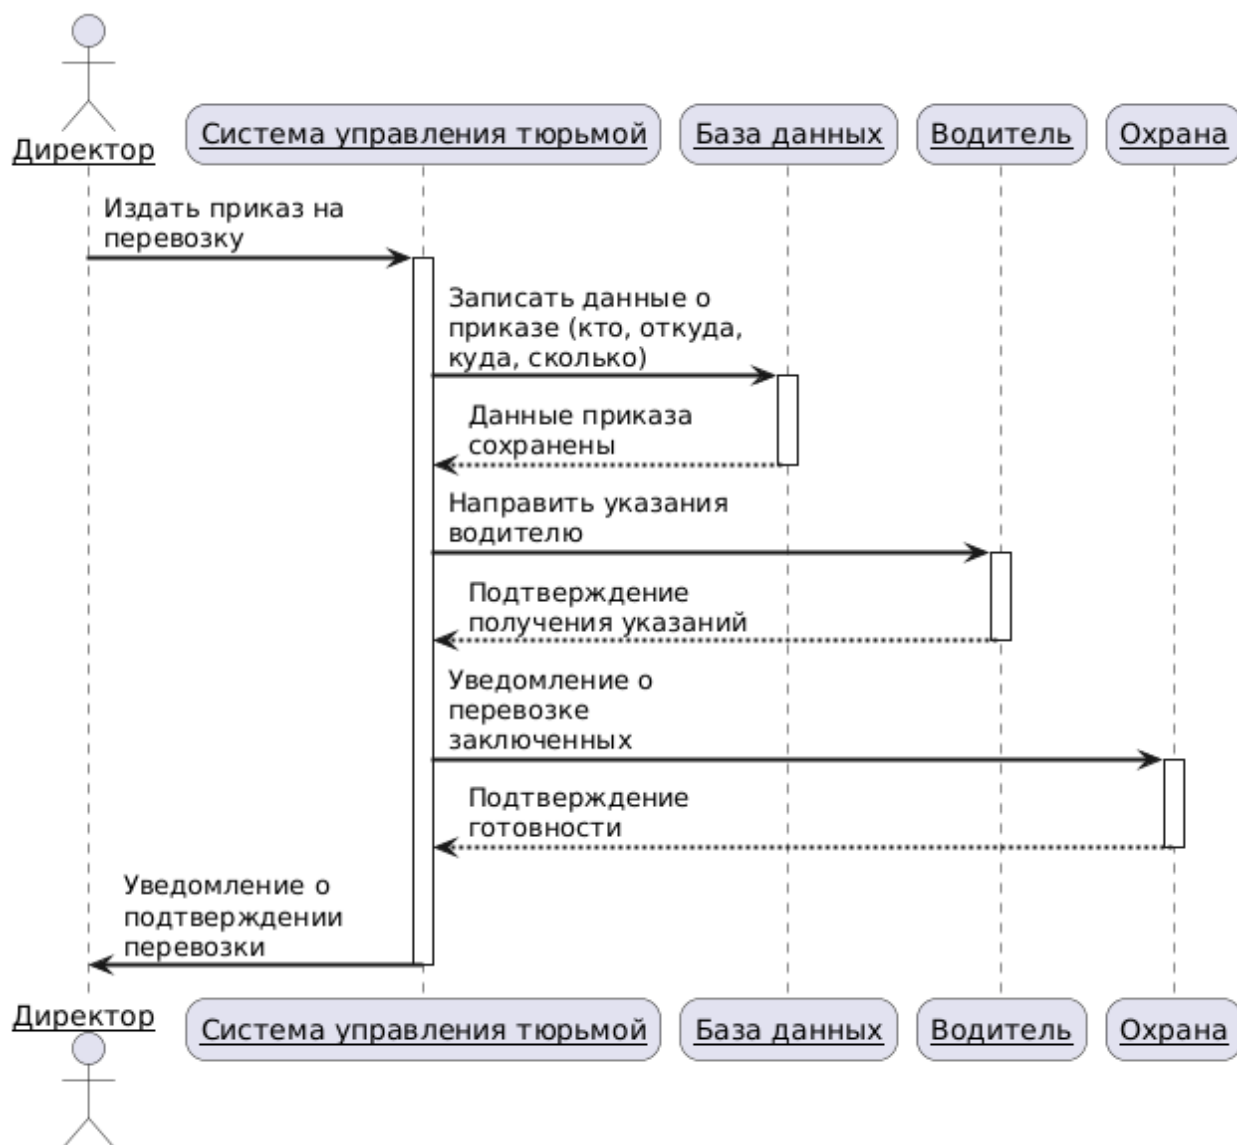 Директор
Система управления тюрьмой
База данных
Водитель
Охрана
Издать приказ на
перевозку
Записать данные о
приказе (кто, откуда,
куда, сколько)
Данные приказа
сохранены
Направить указания
водителю
Подтверждение
получения указаний
Уведомление о
перевозке
заключенных
Подтверждение
готовности
Уведомление о
подтверждении
перевозки
Директор
Система управления тюрьмой
База данных
Водитель
Охрана